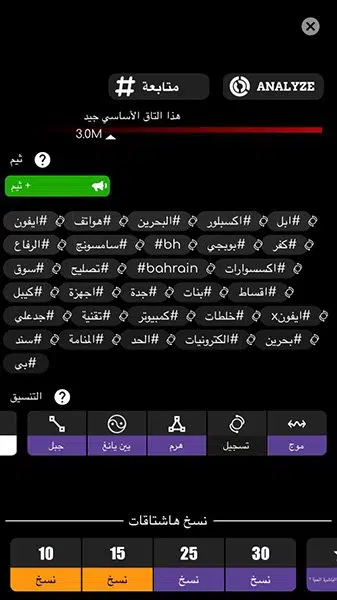 # متابعة ANALYZE
هذا التاق الأساسي جيد
3.0M
ثيم ?
+ ثيم
#ابل #اكسبلور #البحرين #هواتف #ايفون
#كفر #بوبجي #bh #سامسونج #الرفاع
#اكسسوارات #bahrain #تصليح #سوق
#اقساط #بنات #جدة #اجهزة #كيبل
#ايفونx #خلطات #كمبيوتر #تقنية #جدعلي
#بحرين #الكترونيات #الحد #المنامة #سند
#بي
التنسيق ?
موج تسجيل هرم يين يانغ جبل
نسخ هاشتاقات
30 25 15 10
نسخ نسخ نسخ نسخ